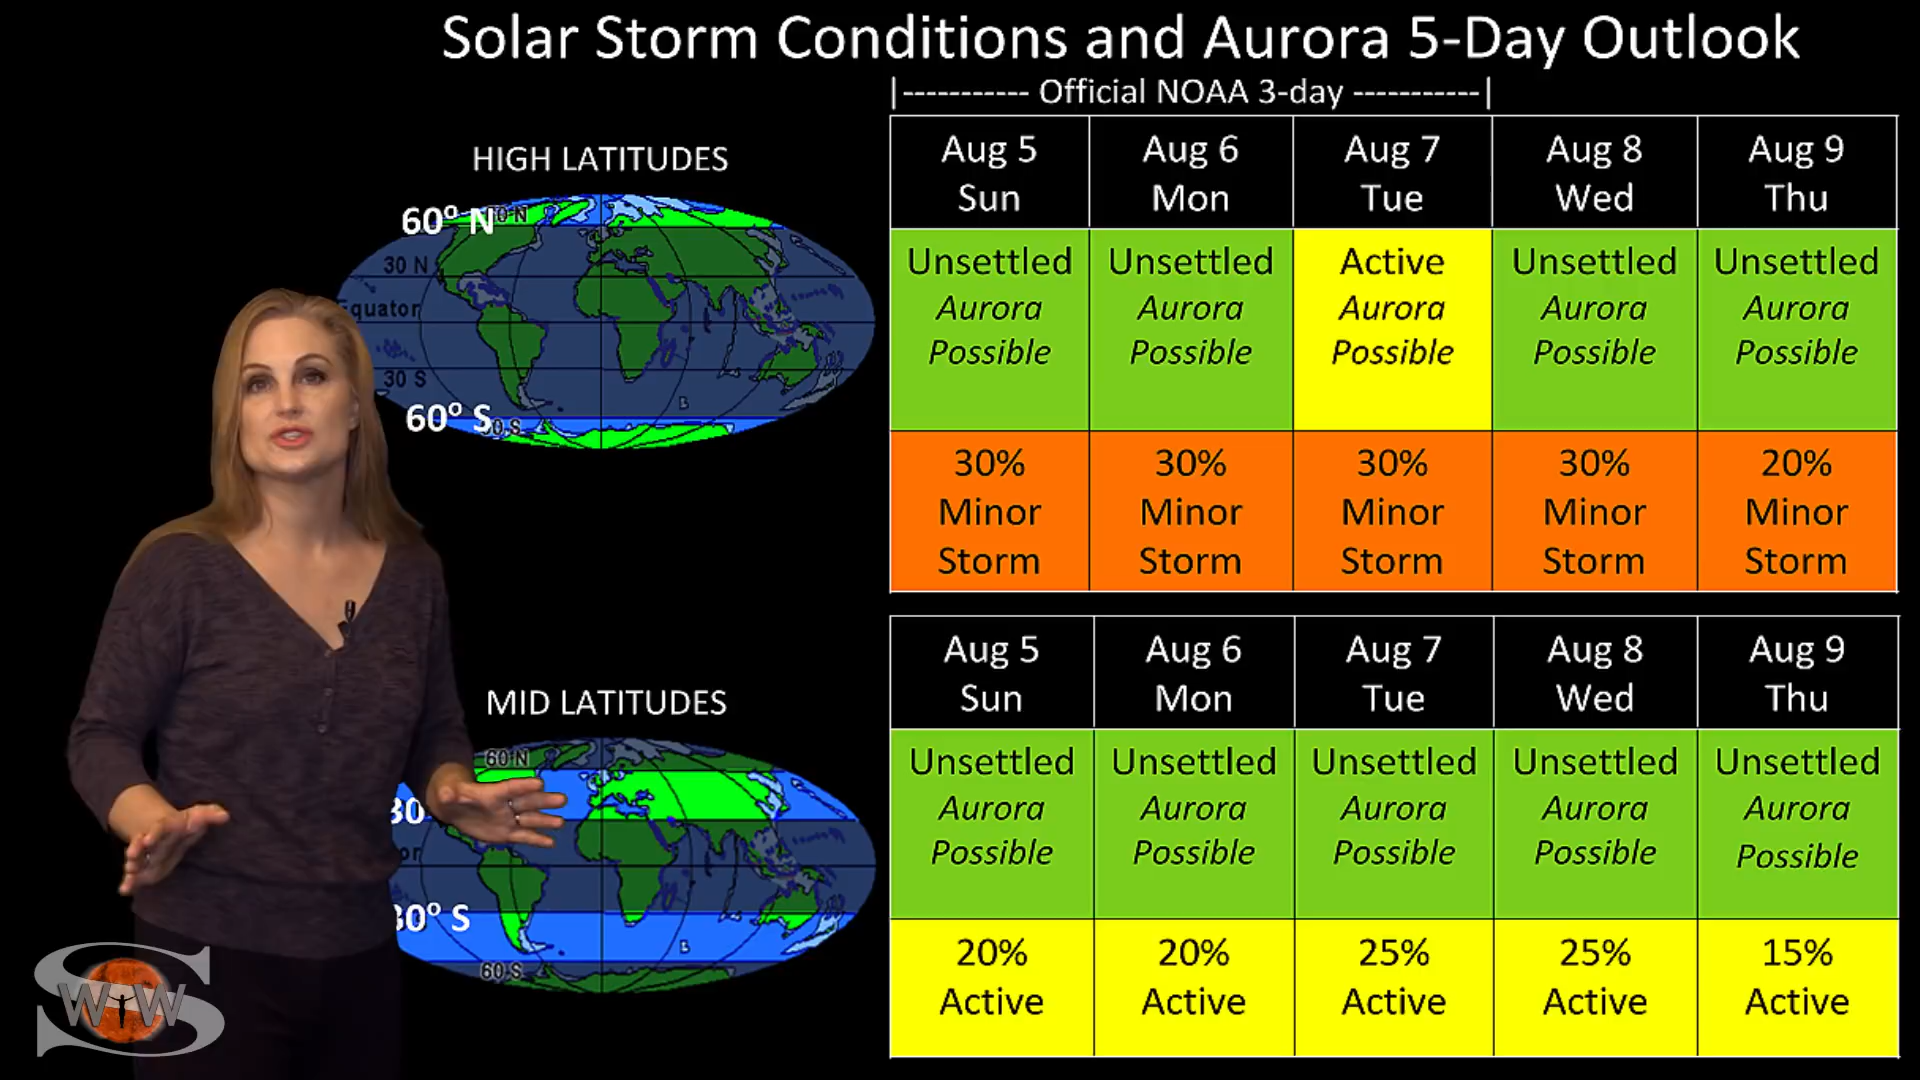 Solar Storm Conditions and Aurora 5-Day Outlook
|----------- Official NOAA 3-day -----------|
HIGH LATITUDES
60° N
30 N
Equator
30 S
60° S
Aug 5 Aug 6 Aug 7 Aug 8 Aug 9
Sun Mon Tue Wed Thu
Unsettled Unsettled Active Unsettled Unsettled
Aurora Aurora Aurora Aurora Aurora
Possible Possible Possible Possible Possible
30% 30% 30% 30% 20%
Minor Minor Minor Minor Minor
Storm Storm Storm Storm Storm
MID LATITUDES
60 N
30° S
60 S
Aug 5 Aug 6 Aug 7 Aug 8 Aug 9
Sun Mon Tue Wed Thu
Unsettled Unsettled Unsettled Unsettled Unsettled
Aurora Aurora Aurora Aurora Aurora
Possible Possible Possible Possible Possible
20% 20% 25% 25% 15%
Active Active Active Active Active
SWTW